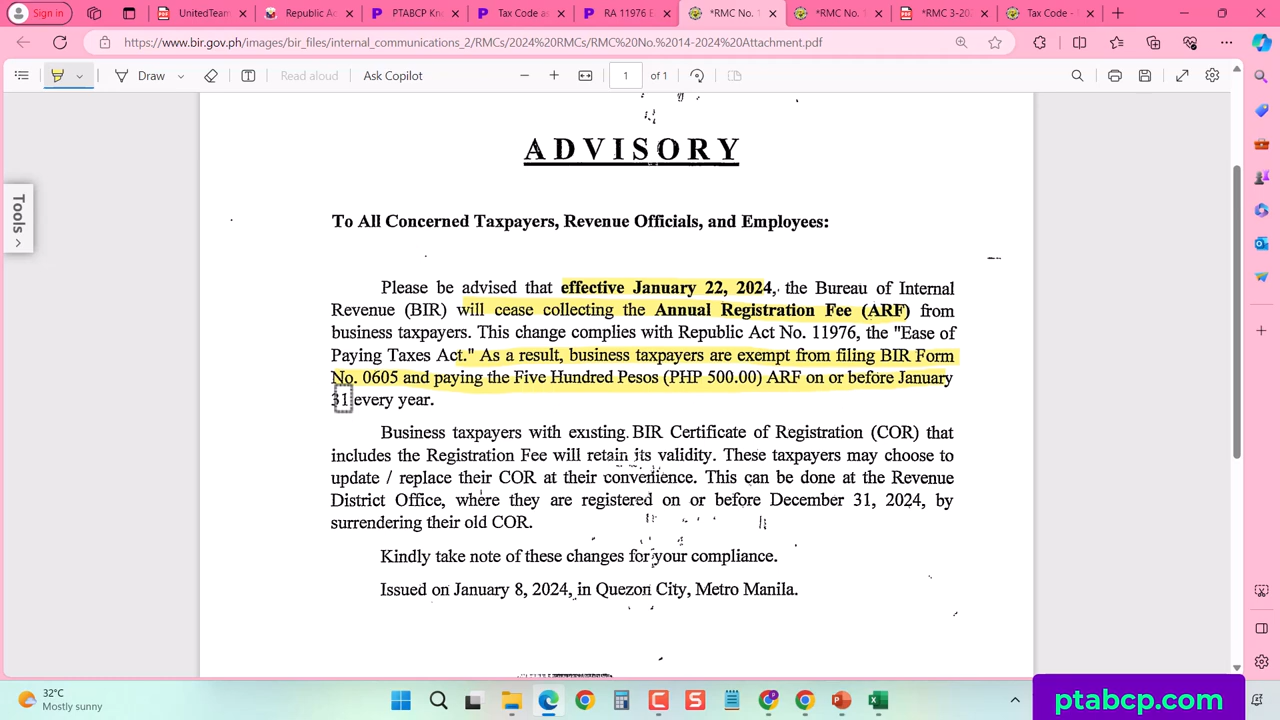 Sign in
UnitedTeam
Republic Ac
PTABCP Kn
Tax Code as
RA 11976 E
*RMC No. 1
*RMC No. 1
*RMC 3-202
Tax Code -
https://www.bir.gov.ph/images/bir_files/internal_communications_2/RMCs/2024%20RMCs/RMC%20No.%2014-2024%20Attachment.pdf
Draw
Read aloud
Ask Copilot
1
of 1
Tools
ADVISORY
To All Concerned Taxpayers, Revenue Officials, and Employees:
Please be advised that effective January 22, 2024, the Bureau of Internal
Revenue (BIR) will cease collecting the Annual Registration Fee (ARF) from
business taxpayers. This change complies with Republic Act No. 11976, the "Ease of
Paying Taxes Act." As a result, business taxpayers are exempt from filing BIR Form
No. 0605 and paying the Five Hundred Pesos (PHP 500.00) ARF on or before January
31 every year.
Business taxpayers with existing BIR Certificate of Registration (COR) that
includes the Registration Fee will retain its validity. These taxpayers may choose to
update / replace their COR at their convenience. This can be done at the Revenue
District Office, where they are registered on or before December 31, 2024, by
surrendering their old COR.
Kindly take note of these changes for your compliance.
Issued on January 8, 2024, in Quezon City, Metro Manila.
32°C
Mostly sunny
ptabcp.com